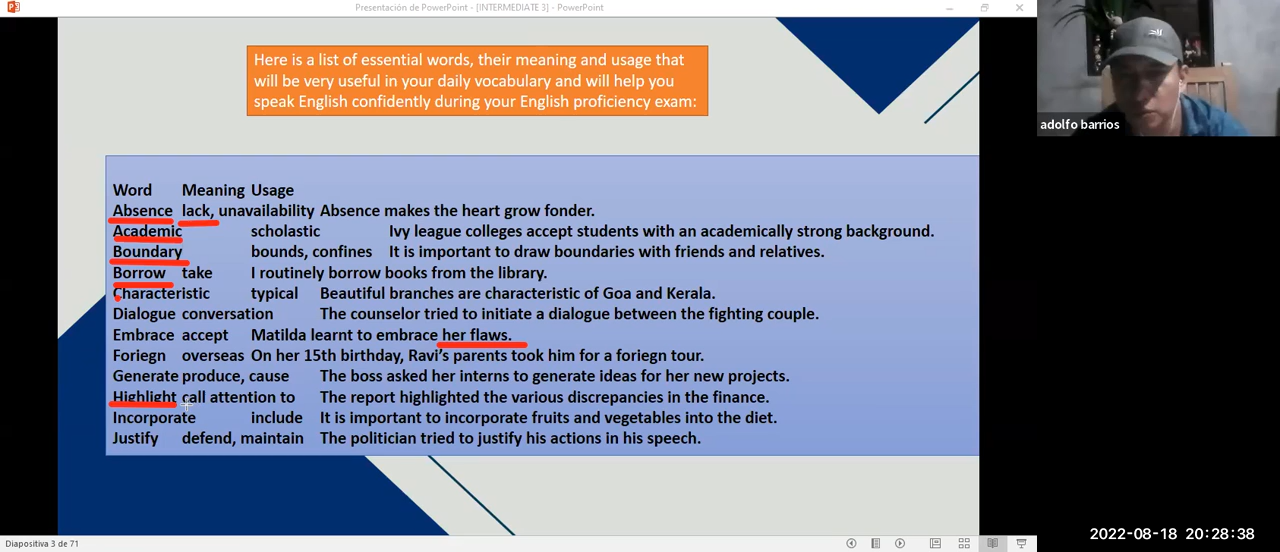 Presentación de PowerPoint - [INTERMEDIATE 3] - PowerPoint
Here is a list of essential words, their meaning and usage that
will be very useful in your daily vocabulary and will help you
speak English confidently during your English proficiency exam:
adolfo barrios
Word Meaning Usage
Absence lack, unavailability Absence makes the heart grow fonder.
Academic scholastic Ivy league colleges accept students with an academically strong background.
Boundary bounds, confines It is important to draw boundaries with friends and relatives.
Borrow take I routinely borrow books from the library.
Characteristic typical Beautiful branches are characteristic of Goa and Kerala.
Dialogue conversation The counselor tried to initiate a dialogue between the fighting couple.
Embrace accept Matilda learnt to embrace her flaws.
Foriegn overseas On her 15th birthday, Ravi's parents took him for a foriegn tour.
Generate produce, cause The boss asked her interns to generate ideas for her new projects.
Highlight call attention to The report highlighted the various discrepancies in the finance.
Incorporate include It is important to incorporate fruits and vegetables into the diet.
Justify defend, maintain The politician tried to justify his actions in his speech.
Diapositiva 3 de 71
2022-08-18 20:28:38